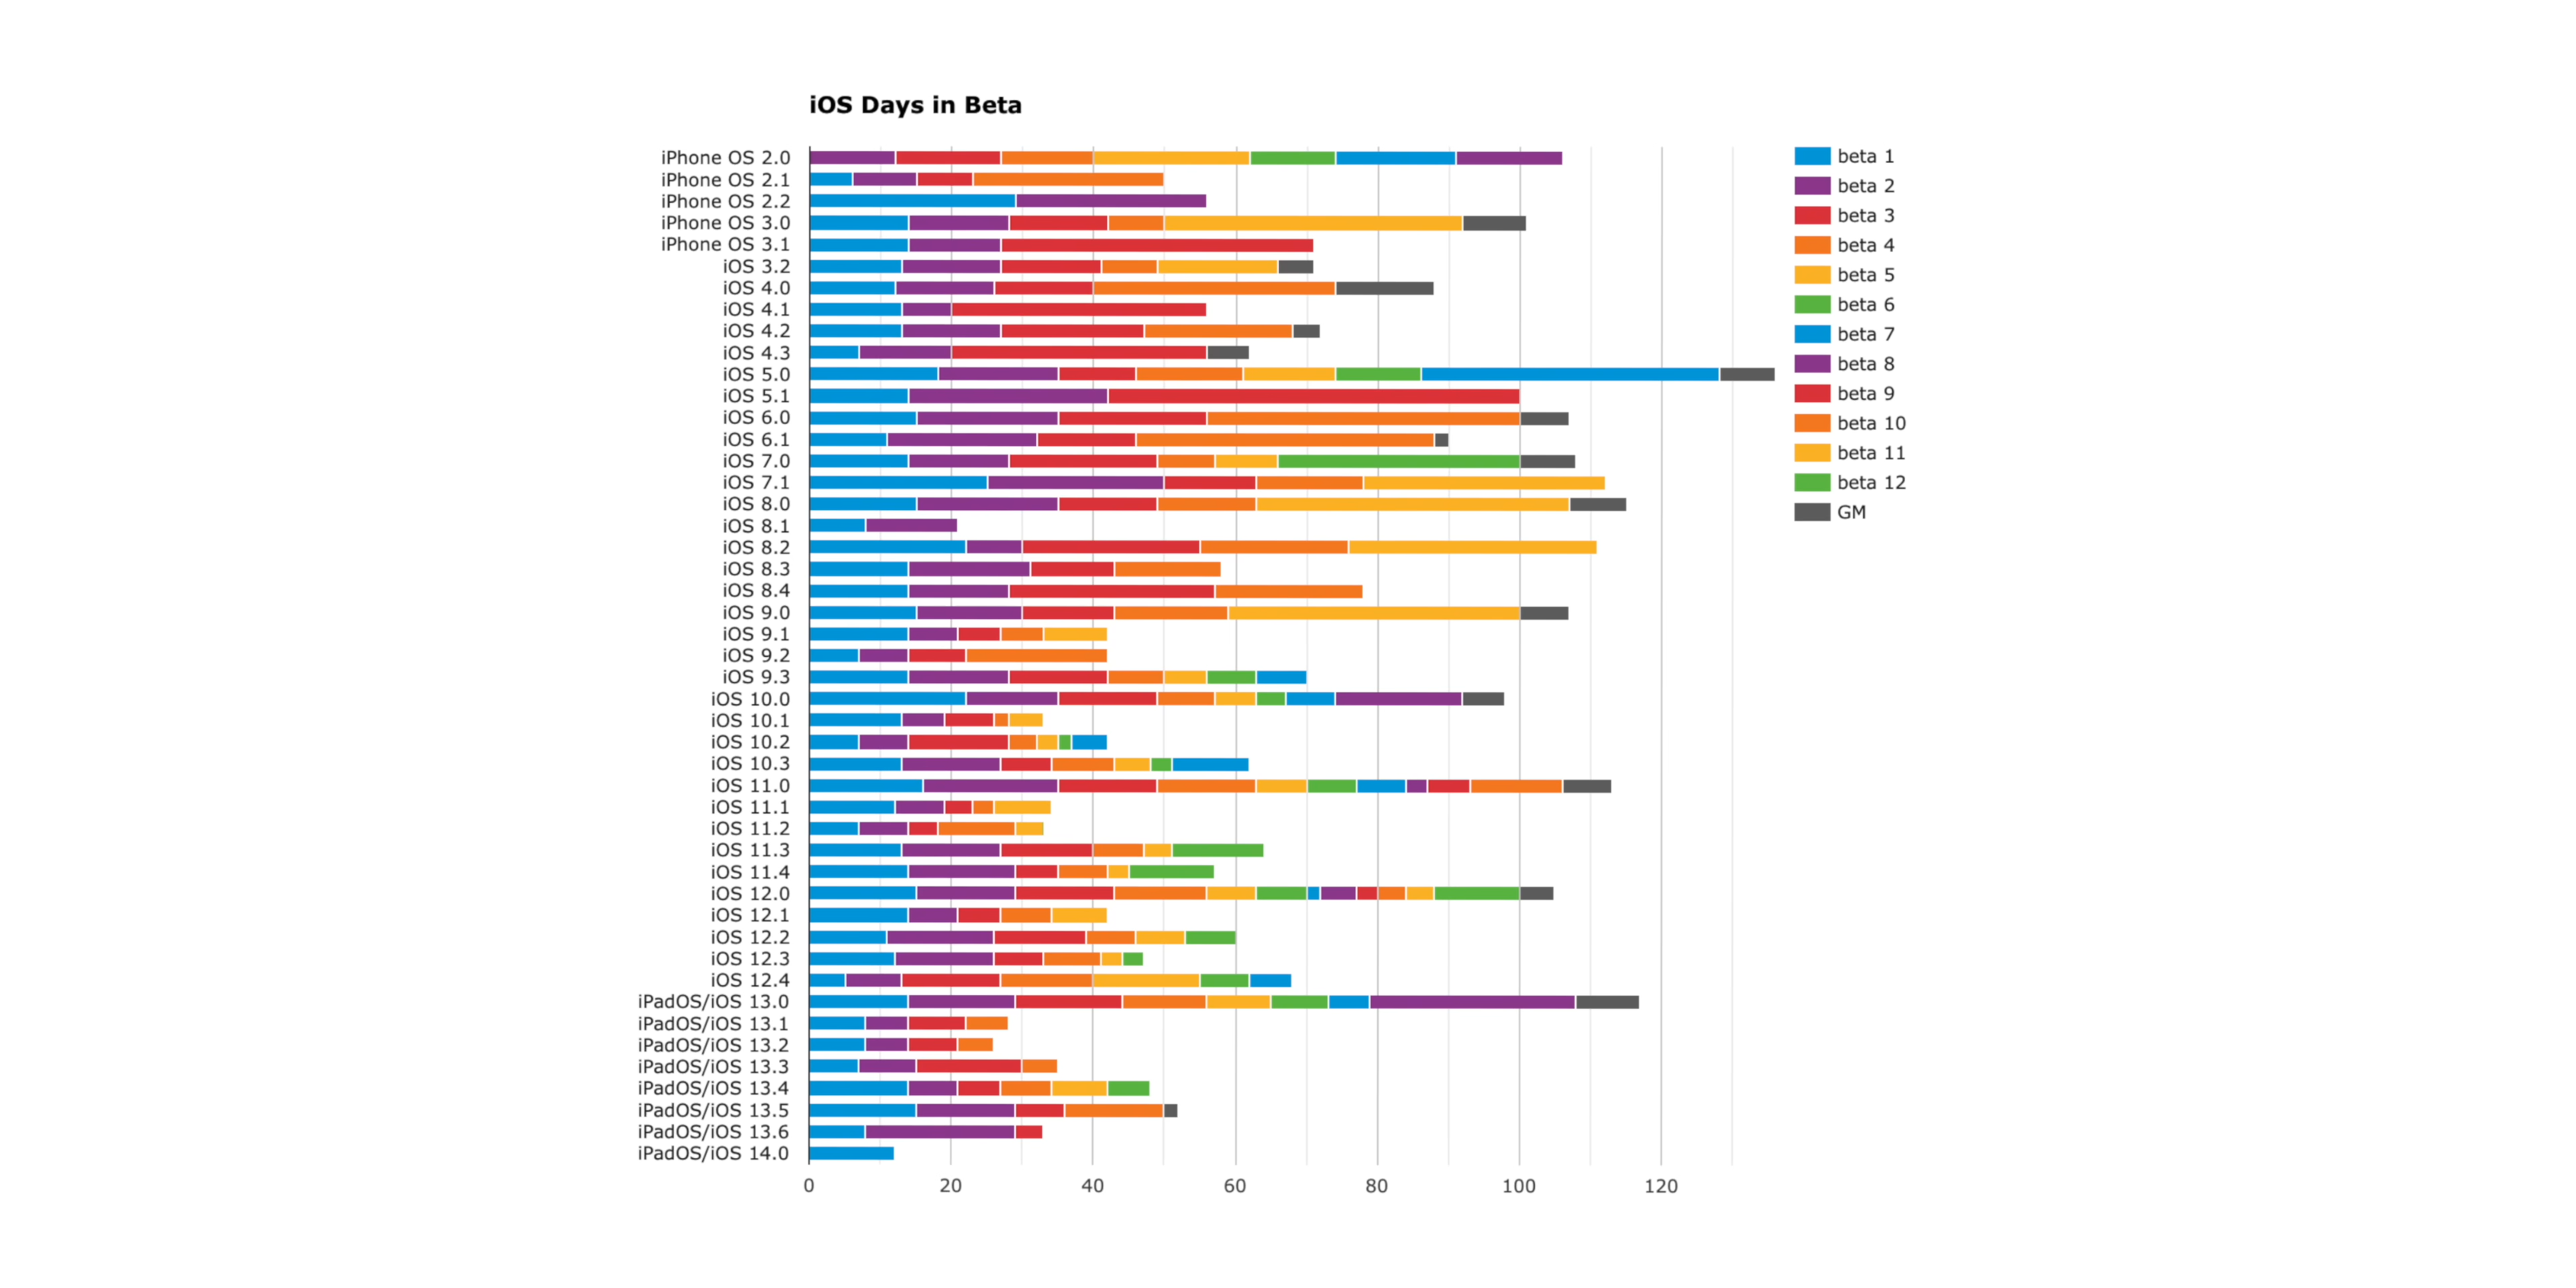 iOS Days in Beta
iPhone OS 2.0
iPhone OS 2.1
iPhone OS 2.2
iPhone OS 3.0
iPhone OS 3.1
iOS 3.2
iOS 4.0
iOS 4.1
iOS 4.2
iOS 4.3
iOS 5.0
iOS 5.1
iOS 6.0
iOS 6.1
iOS 7.0
iOS 7.1
iOS 8.0
iOS 8.1
iOS 8.2
iOS 8.3
iOS 8.4
iOS 9.0
iOS 9.1
iOS 9.2
iOS 9.3
iOS 10.0
iOS 10.1
iOS 10.2
iOS 10.3
iOS 11.0
iOS 11.1
iOS 11.2
iOS 11.3
iOS 11.4
iOS 12.0
iOS 12.1
iOS 12.2
iOS 12.3
iOS 12.4
iPadOS/iOS 13.0
iPadOS/iOS 13.1
iPadOS/iOS 13.2
iPadOS/iOS 13.3
iPadOS/iOS 13.4
iPadOS/iOS 13.5
iPadOS/iOS 13.6
iPadOS/iOS 14.0
0 20 40 60 80 100 120
beta 1
beta 2
beta 3
beta 4
beta 5
beta 6
beta 7
beta 8
beta 9
beta 10
beta 11
beta 12
GM